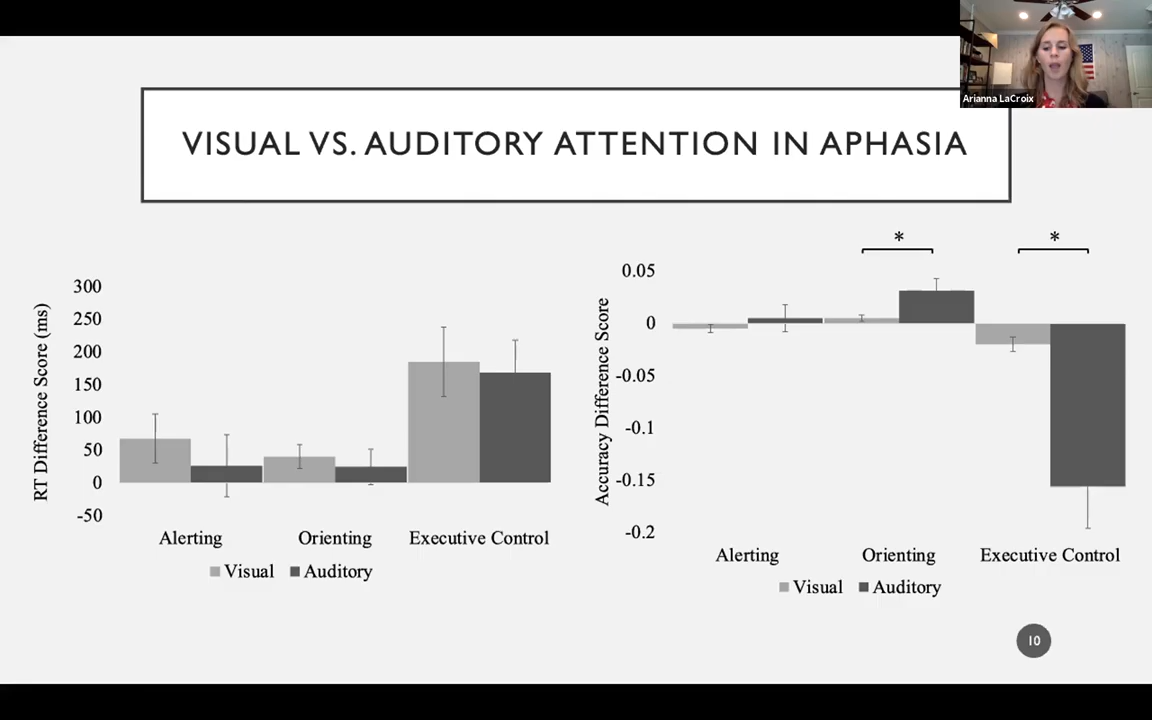 Arianna LaCroix
VISUAL VS. AUDITORY ATTENTION IN APHASIA
RT Difference Score (ms)
300
250
200
150
100
50
0
-50
Alerting Orienting Executive Control
Visual Auditory
Accuracy Difference Score
* *
0.05
0
-0.05
-0.1
-0.15
-0.2
Alerting Orienting Executive Control
Visual Auditory
10